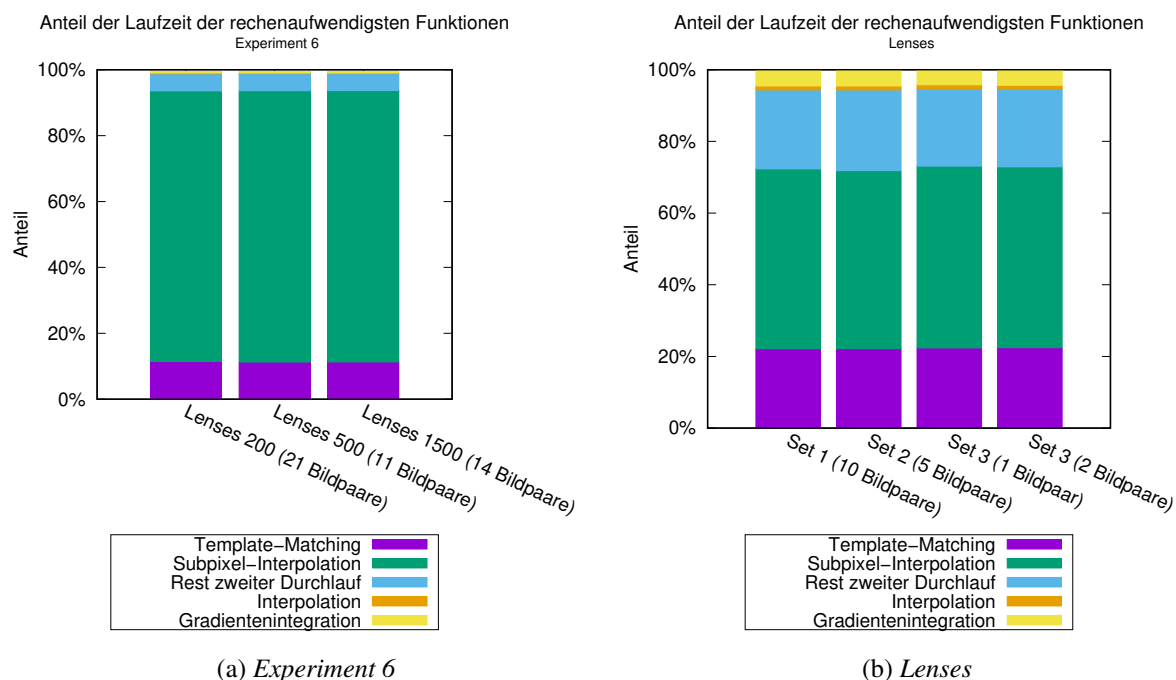 Anteil der Laufzeit der rechenaufwendigsten Funktionen
Experiment 6
100%
80%
60%
40%
20%
0%
Anteil
Lenses 200 (21 Bildpaare)
Lenses 500 (11 Bildpaare)
Lenses 1500 (14 Bildpaare)
Template−Matching
Subpixel−Interpolation
Rest zweiter Durchlauf
Interpolation
Gradientenintegration
(a) Experiment 6
Anteil der Laufzeit der rechenaufwendigsten Funktionen
Lenses
100%
80%
60%
40%
20%
0%
Anteil
Set 1 (10 Bildpaare)
Set 2 (5 Bildpaare)
Set 3 (1 Bildpaar)
Set 3 (2 Bildpaare)
Template−Matching
Subpixel−Interpolation
Rest zweiter Durchlauf
Interpolation
Gradientenintegration
(b) Lenses